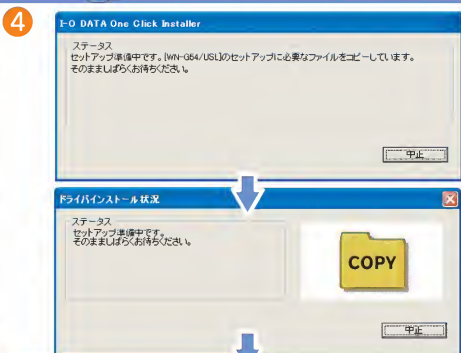 4
I-O DATA One Click Installer
ステータス
セットアップ準備中です。[WN-G54/USL]のセットアップに必要なファイルをコピーしています。
そのまましばらくお待ちください。
中止
ドライバインストール状況
ステータス
セットアップ準備中です。
そのまましばらくお待ちください。
COPY
中止